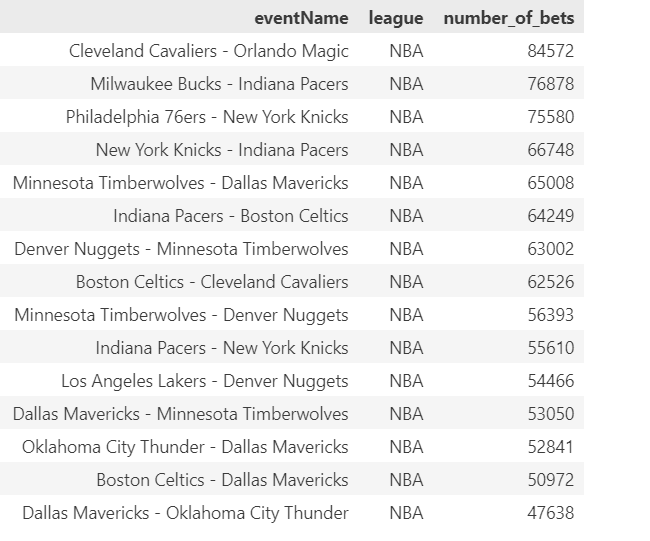 eventName league number_of_bets
Cleveland Cavaliers - Orlando Magic NBA 84572
Milwaukee Bucks - Indiana Pacers NBA 76878
Philadelphia 76ers - New York Knicks NBA 75580
New York Knicks - Indiana Pacers NBA 66748
Minnesota Timberwolves - Dallas Mavericks NBA 65008
Indiana Pacers - Boston Celtics NBA 64249
Denver Nuggets - Minnesota Timberwolves NBA 63002
Boston Celtics - Cleveland Cavaliers NBA 62526
Minnesota Timberwolves - Denver Nuggets NBA 56393
Indiana Pacers - New York Knicks NBA 55610
Los Angeles Lakers - Denver Nuggets NBA 54466
Dallas Mavericks - Minnesota Timberwolves NBA 53050
Oklahoma City Thunder - Dallas Mavericks NBA 52841
Boston Celtics - Dallas Mavericks NBA 50972
Dallas Mavericks - Oklahoma City Thunder NBA 47638